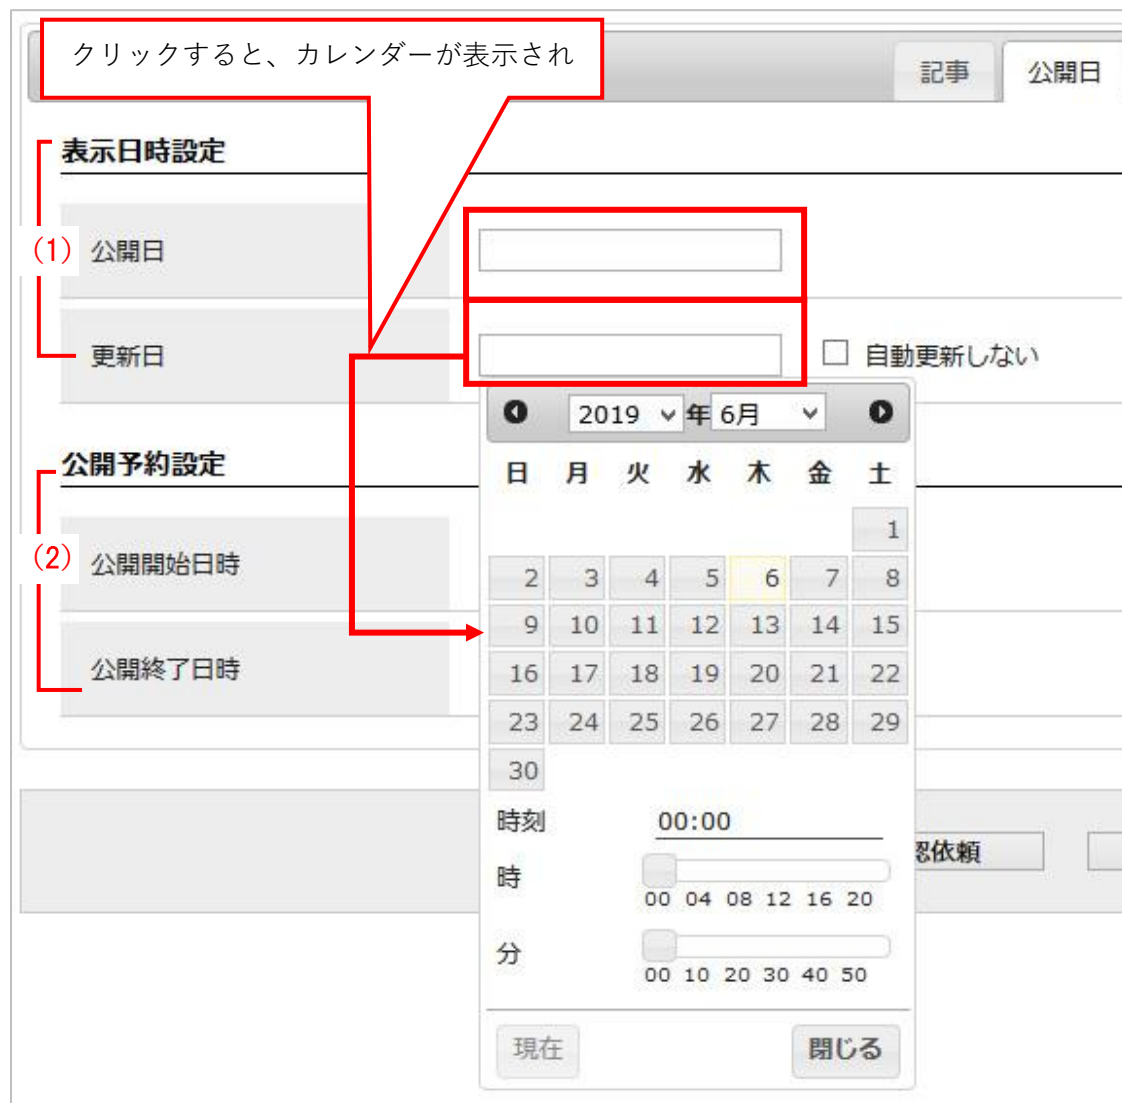 クリックすると、カレンダーが表示され
記事 公開日
表示日時設定
(1) 公開日
更新日 自動更新しない
2019 年 6月
公開予約設定
日 月 火 水 木 金 土
1
(2) 公開開始日時
2 3 4 5 6 7 8
9 10 11 12 13 14 15
公開終了日時
16 17 18 19 20 21 22
23 24 25 26 27 28 29
30
時刻 00:00
認依頼
時
00 04 08 12 16 20
分
00 10 20 30 40 50
現在 閉じる